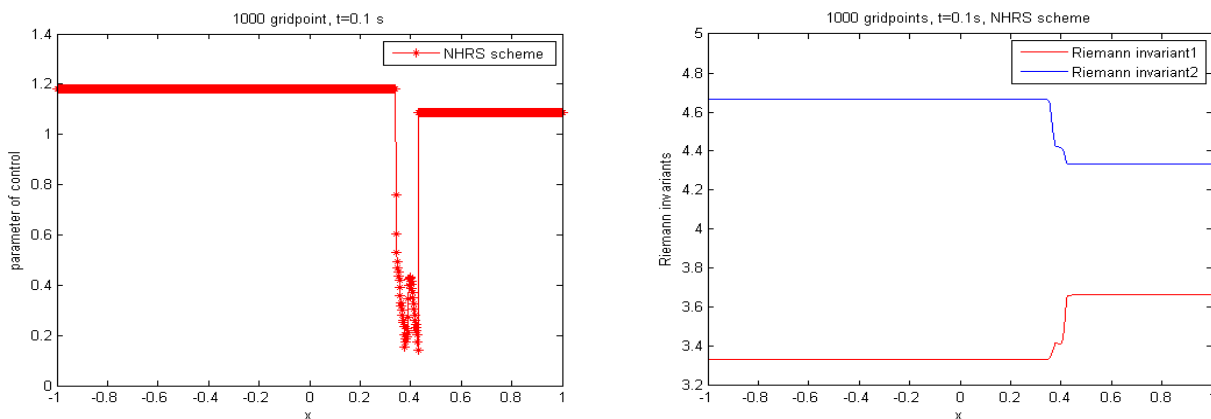 1000 gridpoint, t=0.1 s
1.4
1.2
1
0.8
0.6
0.4
0.2
0
parameter of control
NHRS scheme
-1 -0.8 -0.6 -0.4 -0.2 0 0.2 0.4 0.6 0.8 1
x
1000 gridpoints, t=0.1s, NHRS scheme
5
4.8
4.6
4.4
4.2
4
3.8
3.6
3.4
3.2
Riemann invariants
Riemann invariant1
Riemann invariant2
-1 -0.8 -0.6 -0.4 -0.2 0 0.2 0.4 0.6 0.8 1
x